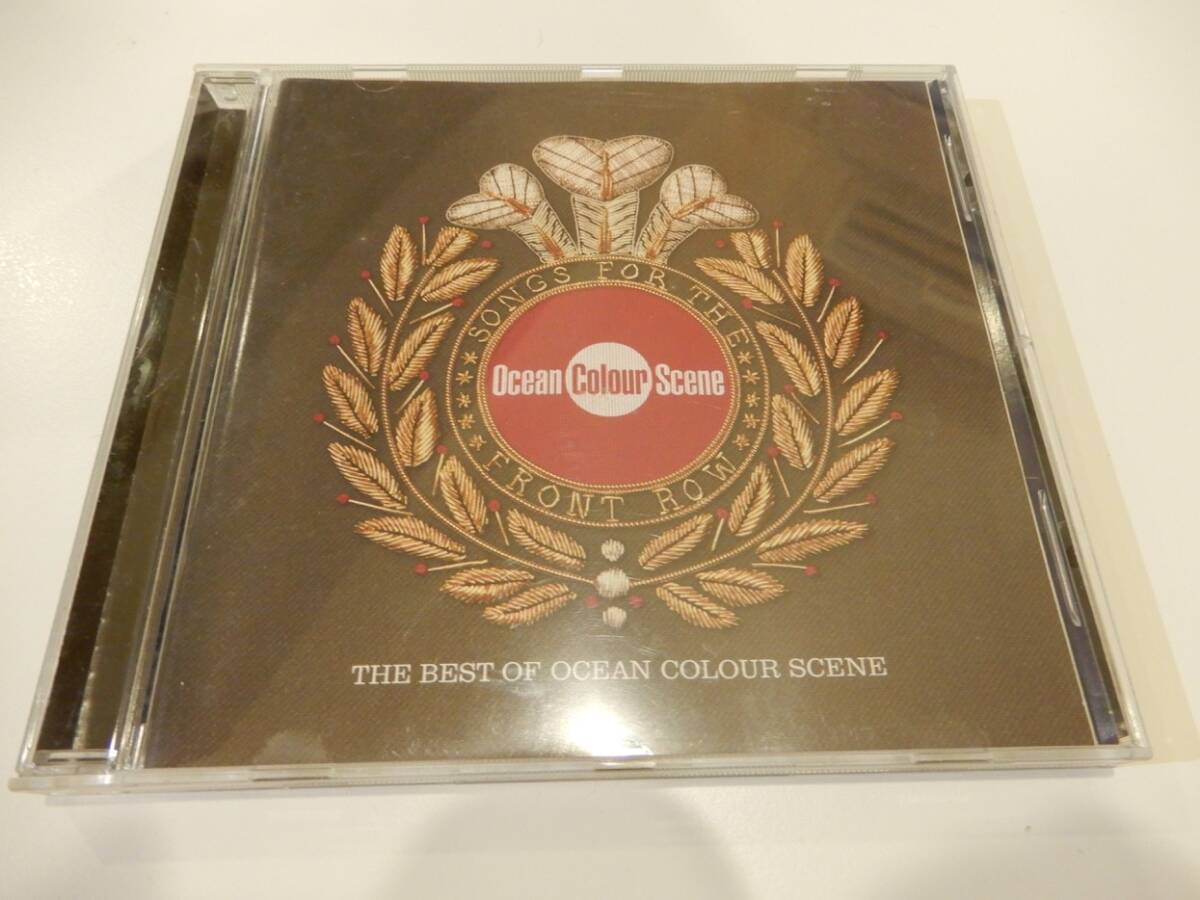 SONGS FOR THE
Ocean Colour Scene
FRONT ROW
THE BEST OF OCEAN COLOUR SCENE